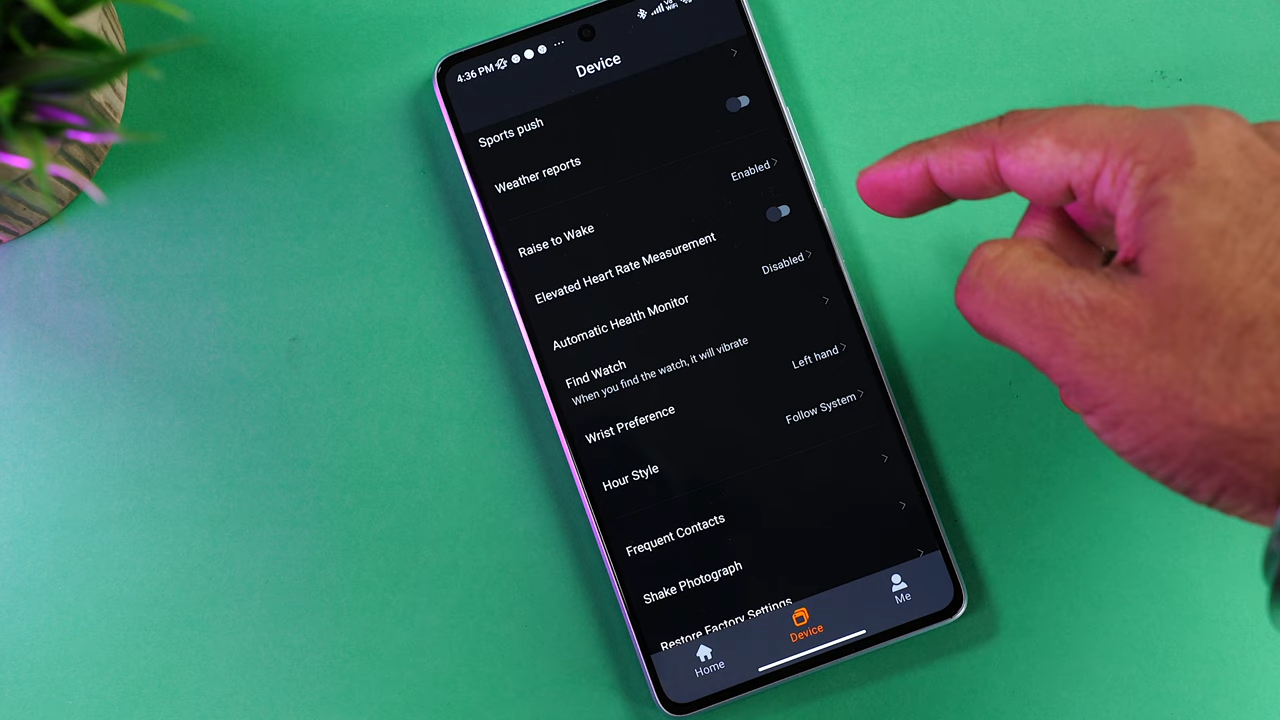 4:36 PM
Device
Sports push
Weather reports
Raise to Wake Enabled
Elevated Heart Rate Measurement
Automatic Health Monitor Disabled
Find Watch
When you find the watch, it will vibrate
Wrist Preference Left hand
Hour Style Follow System
Frequent Contacts
Shake Photograph
Restore Factory Settings
Home
Device
Me